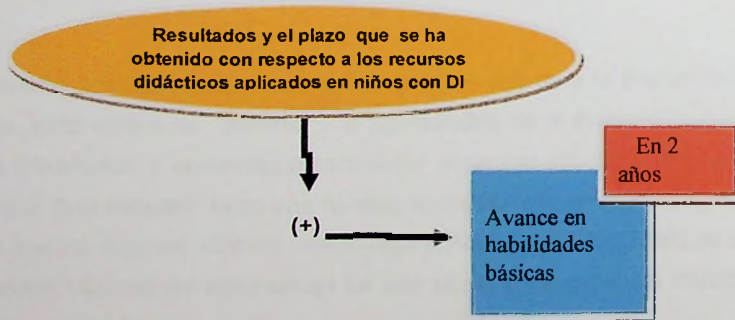 Resultados y el plazo que se ha
obtenido con respecto a los recursos
didácticos aplicados en niños con DI
En 2
años
(+)
Avance en
habilidades
básicas